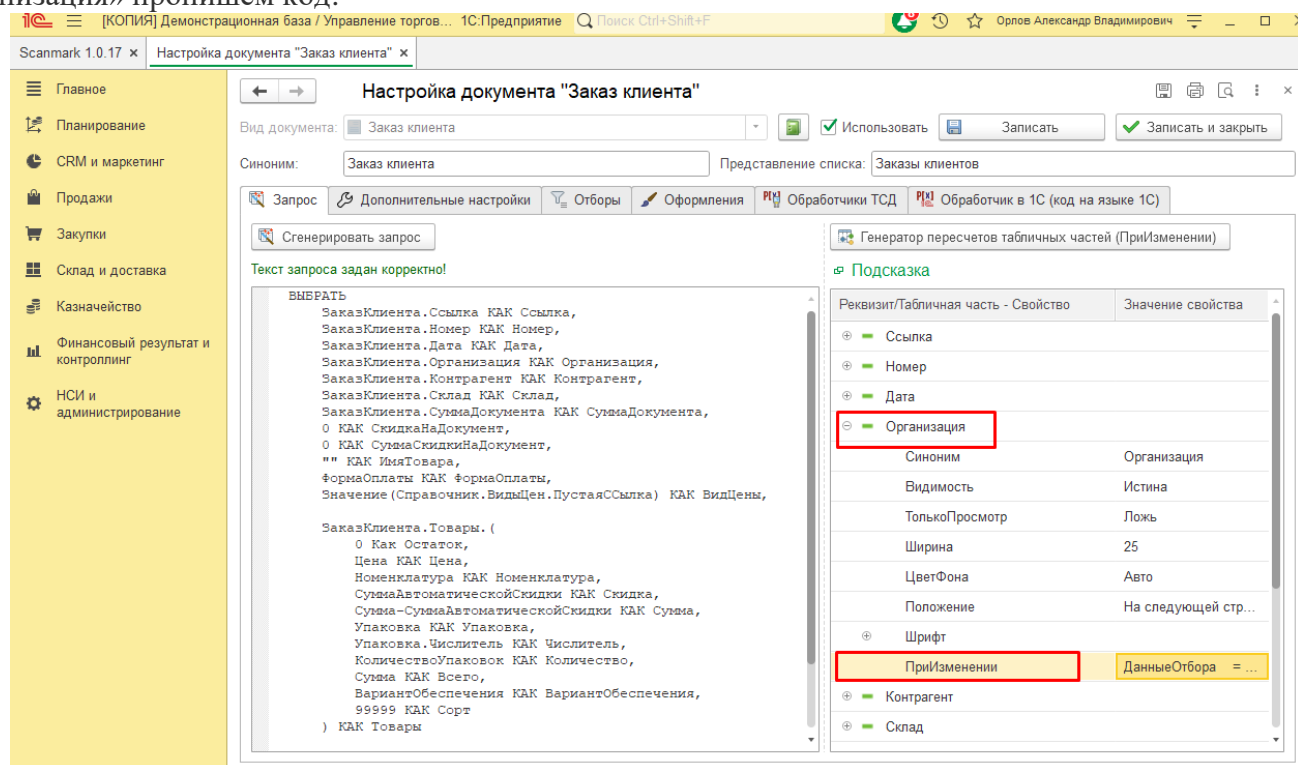 низация» пропишем код:
[КОПИЯ] Демонстрационная база / Управление торгов... 1С:Предприятие Поиск Ctrl+Shift+F Орлов Александр Владимирович
Scanmark 1.0.17 × Настройка документа "Заказ клиента" ×
Главное
Планирование
CRM и маркетинг
Продажи
Закупки
Склад и доставка
Казначейство
Финансовый результат и
контроллинг
НСИ и
администрирование
Настройка документа "Заказ клиента"
Вид документа: Заказ клиента Использовать Записать Записать и закрыть
Синоним: Заказ клиента Представление списка: Заказы клиентов
Запрос Дополнительные настройки Отборы Оформления Обработчики ТСД Обработчик в 1С (код на языке 1С)
Сгенерировать запрос
Текст запроса задан корректно!
ВЫБРАТЬ
ЗаказКлиента.Ссылка КАК Ссылка,
ЗаказКлиента.Номер КАК Номер,
ЗаказКлиента.Дата КАК Дата,
ЗаказКлиента.Организация КАК Организация,
ЗаказКлиента.Контрагент КАК Контрагент,
ЗаказКлиента.Склад КАК Склад,
ЗаказКлиента.СуммаДокумента КАК СуммаДокумента,
0 КАК СкидкаНаДокумент,
0 КАК СуммаСкидкиНаДокумент,
"" КАК ИмяТовара,
ФормаОплаты КАК ФормаОплаты,
Значение(Справочник.ВидыЦен.ПустаяССылка) КАК ВидЦены,
ЗаказКлиента.Товары.(
0 Как Остаток,
Цена КАК Цена,
Номенклатура КАК Номенклатура,
СуммаАвтоматическойСкидки КАК Скидка,
Сумма-СуммаАвтоматическойСкидки КАК Сумма,
Упаковка КАК Упаковка,
Упаковка.Числитель КАК Числитель,
КоличествоУпаковок КАК Количество,
Сумма КАК Всего,
ВариантОбеспечения КАК ВариантОбеспечения,
99999 КАК Сорт
) КАК Товары
Генератор пересчетов табличных частей (ПриИзменении)
Подсказка
Реквизит/Табличная часть - Свойство Значение свойства
Ссылка
Номер
Дата
Организация
Синоним Организация
Видимость Истина
ТолькоПросмотр Ложь
Ширина 25
ЦветФона Авто
Положение На следующей стр...
Шрифт
ПриИзменении ДанныеОтбора = ...
Контрагент
Склад